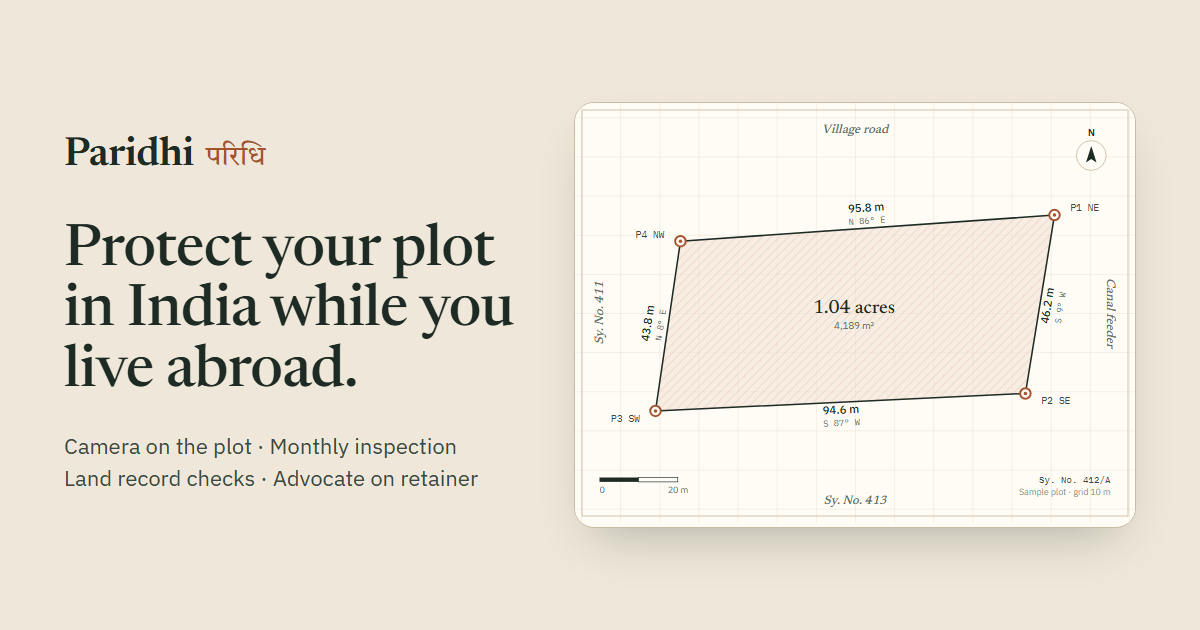 Paridhi परिधि
Protect your plot
in India while you
live abroad.
Camera on the plot · Monthly inspection
Land record checks · Advocate on retainer
Village road
N
P1 NE
95.8 m
N 86° E
P4 NW
Sy. No. 411
43.8 m
N 8° E
1.04 acres
4,189 m²
46.2 m
S 9° W
Canal feeder
P2 SE
P3 SW
94.6 m
S 87° W
0 20 m
Sy. No. 413
Sy. No. 412/A
Sample plot · grid 10 m